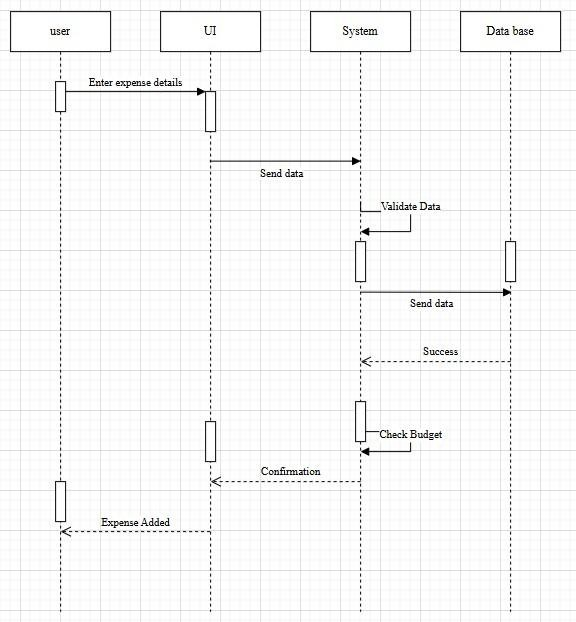 user
UI
System
Data base
Enter expense details
Send data
Validate Data
Send data
Success
Check Budget
Confirmation
Expense Added